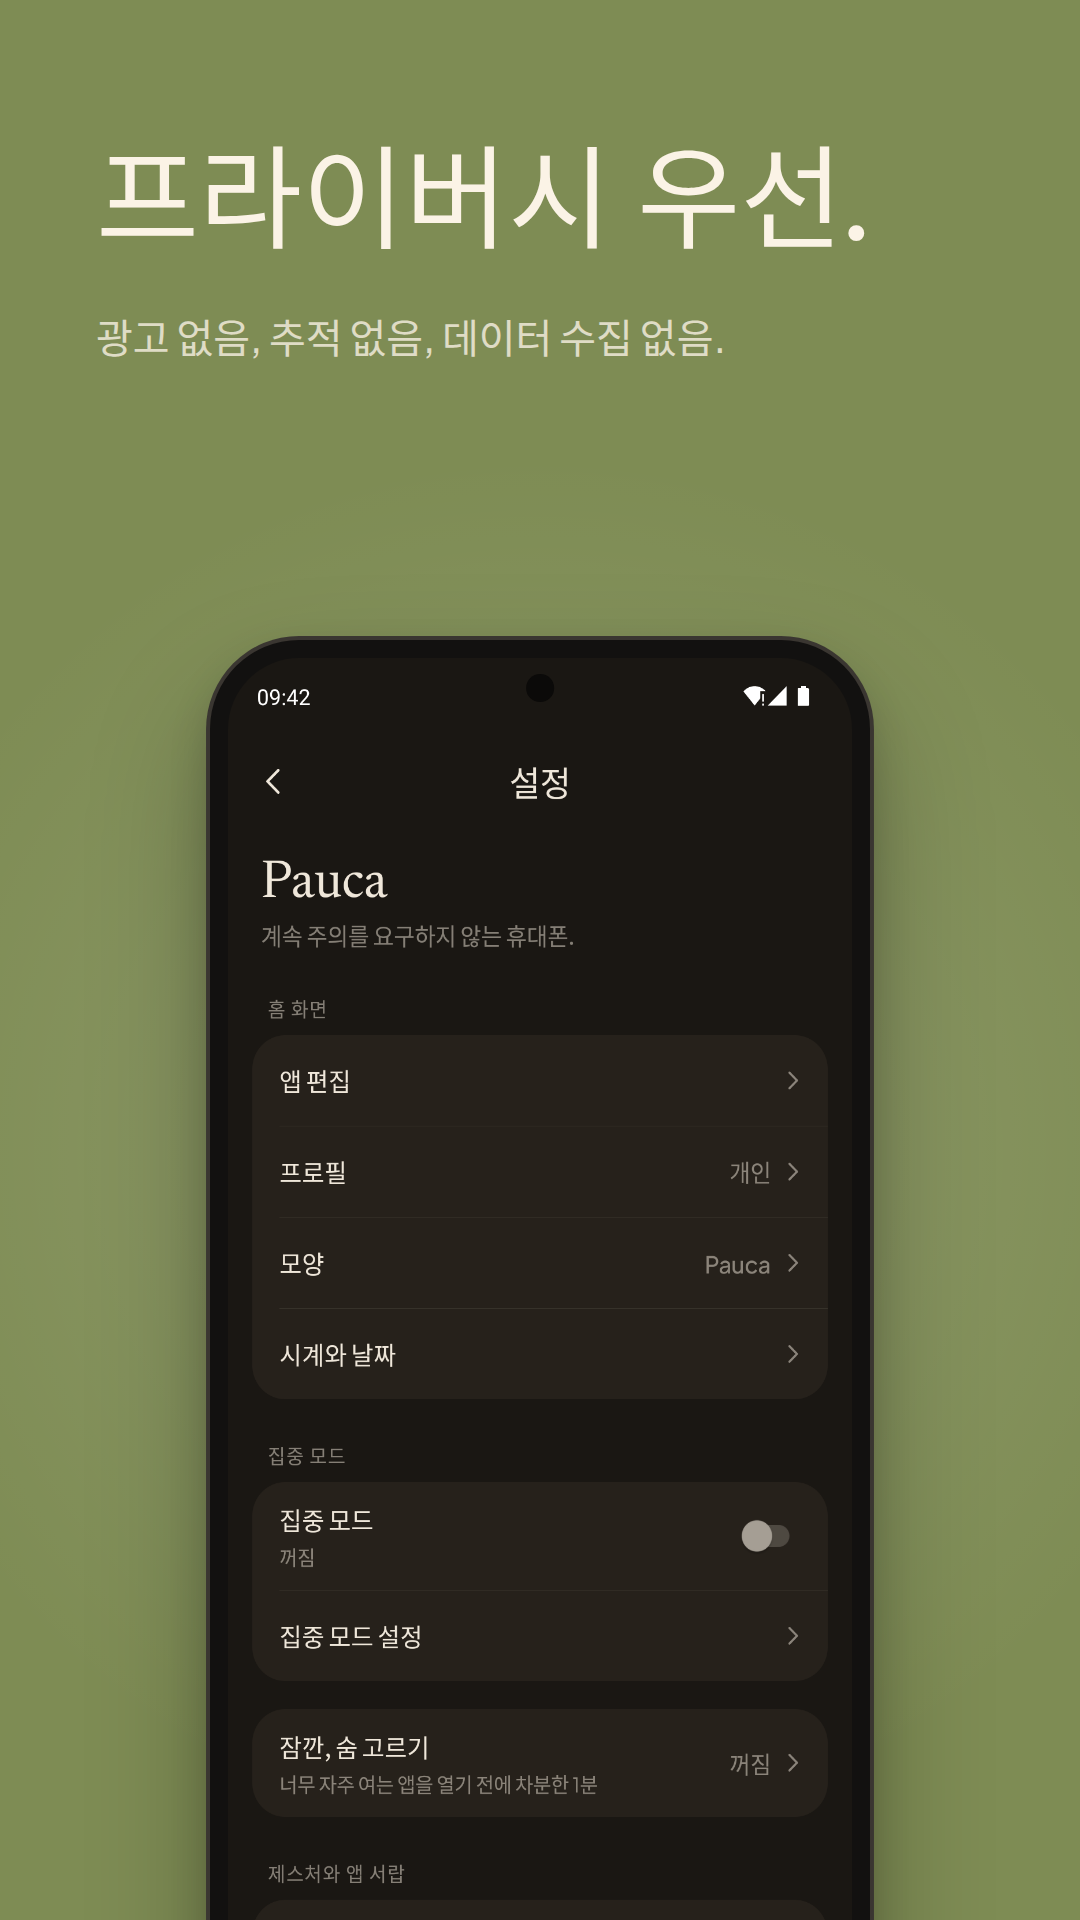 프라이버시 우선.
광고 없음, 추적 없음, 데이터 수집 없음.
09:42
설정
Pauca
계속 주의를 요구하지 않는 휴대폰.
홈 화면
앱 편집
프로필 개인
모양 Pauca
시계와 날짜
집중 모드
집중 모드
꺼짐
집중 모드 설정
잠깐, 숨 고르기
꺼짐
너무 자주 여는 앱을 열기 전에 차분한 1분
제스처와 앱 서랍